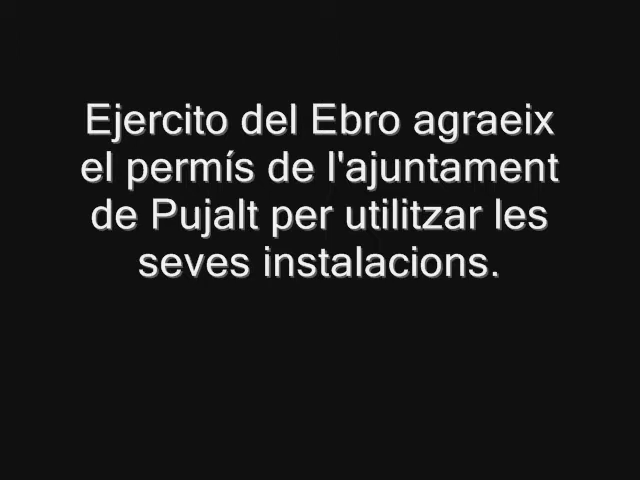 Ejercito del Ebro agraeix
el permís de l'ajuntament
de Pujalt per utilitzar les
seves instalacions.